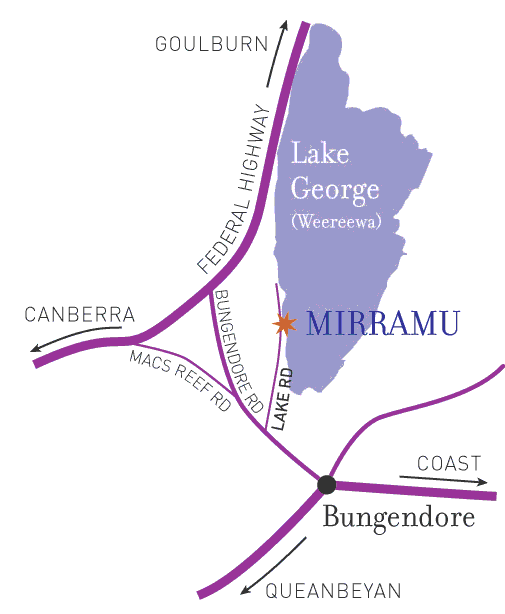 GOULBURN
Lake
George
(Weereewa)
FEDERAL HIGHWAY
CANBERRA
BUNGENDORE RD
MIRRAMU
MACS REEF RD
LAKE RD
COAST
Bungendore
QUEANBEYAN